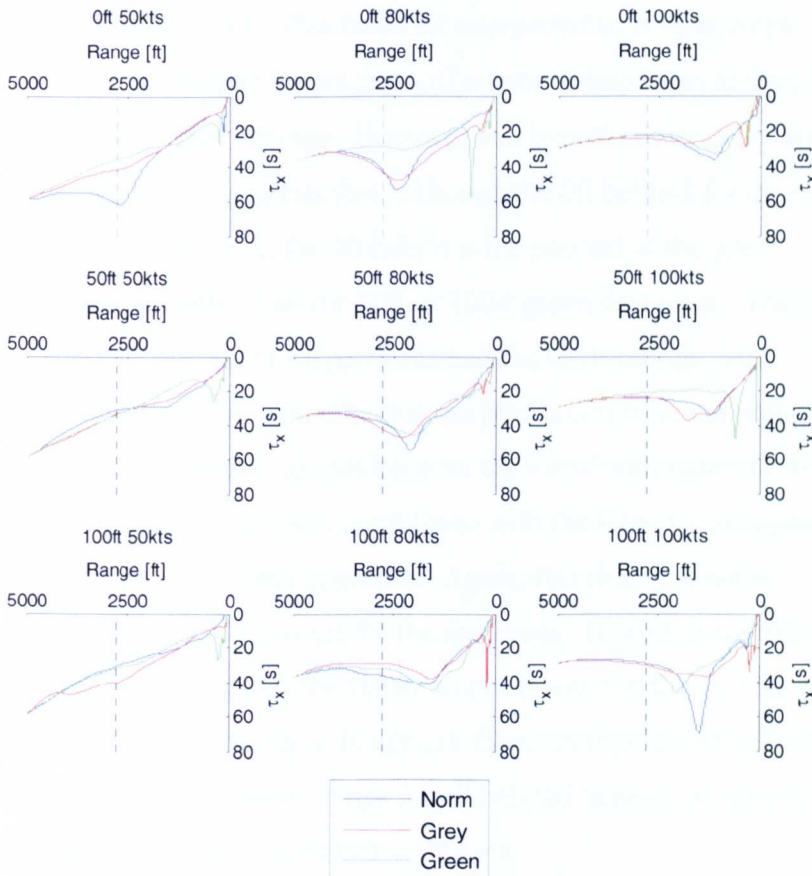 0ft 50kts 0ft 80kts 0ft 100kts
Range [ft] Range [ft] Range [ft]
5000 2500 0 5000 2500 0 5000 2500 0
0 0 0
20 20 20
40 40 40
60 60 60
80 80 80
τx [s] τx [s] τx [s]
50ft 50kts 50ft 80kts 50ft 100kts
Range [ft] Range [ft] Range [ft]
5000 2500 0 5000 2500 0 5000 2500 0
0 0 0
20 20 20
40 40 40
60 60 60
80 80 80
τx [s] τx [s] τx [s]
100ft 50kts 100ft 80kts 100ft 100kts
Range [ft] Range [ft] Range [ft]
5000 2500 0 5000 2500 0 5000 2500 0
0 0 0
20 20 20
40 40 40
60 60 60
80 80 80
τx [s] τx [s] τx [s]
Norm
Grey
Green